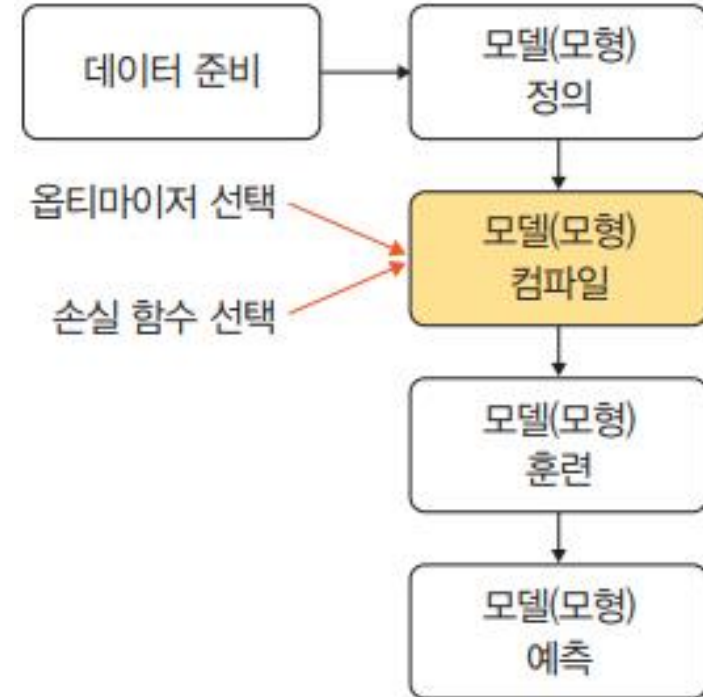 데이터 준비
모델(모형)
정의
옵티마이저 선택
모델(모형)
컴파일
손실 함수 선택
모델(모형)
훈련
모델(모형)
예측